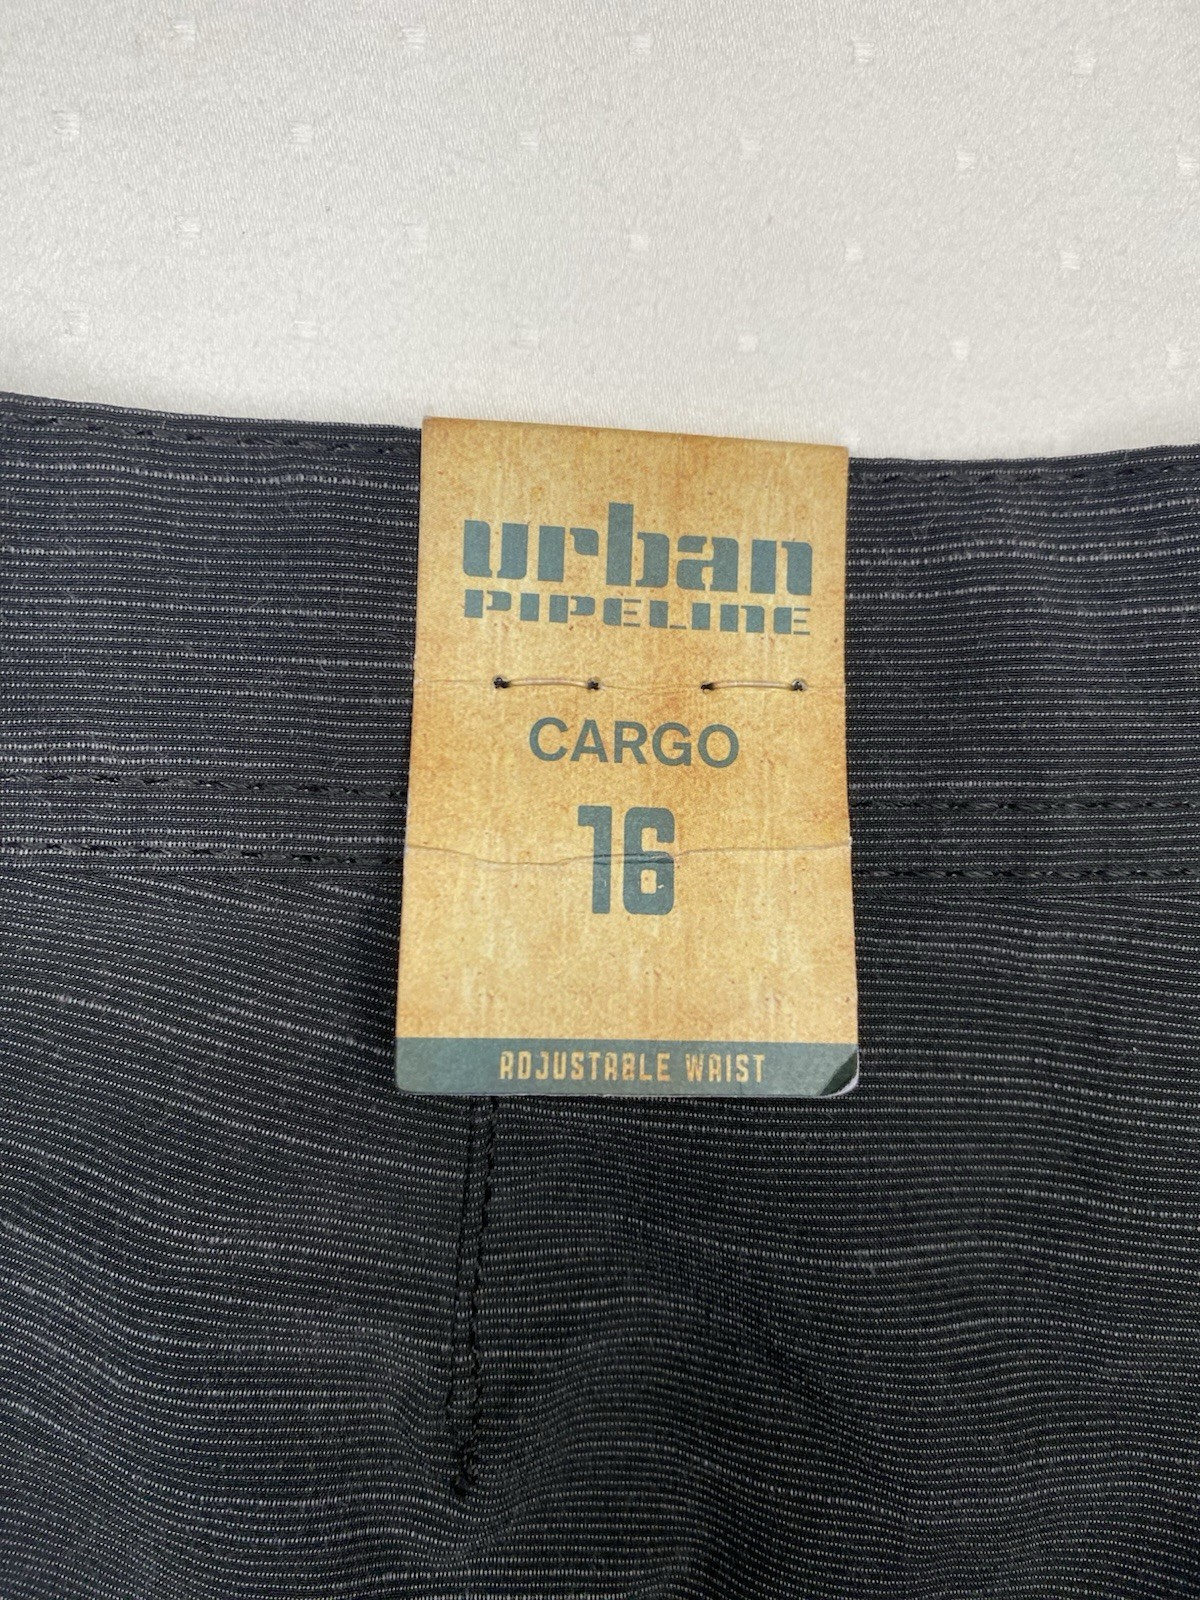 urban
PIPELINE
CARGO
16
ADJUSTABLE WAIST